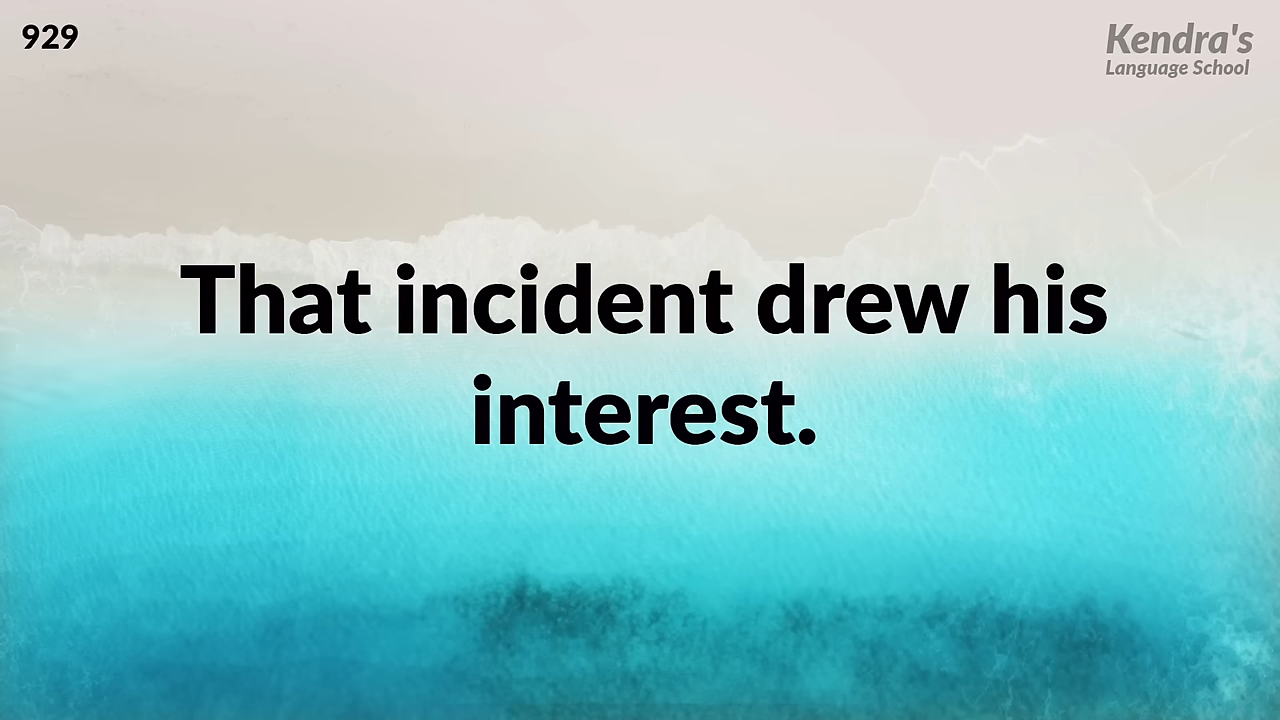 929
Kendra's
Language School
That incident drew his
interest.